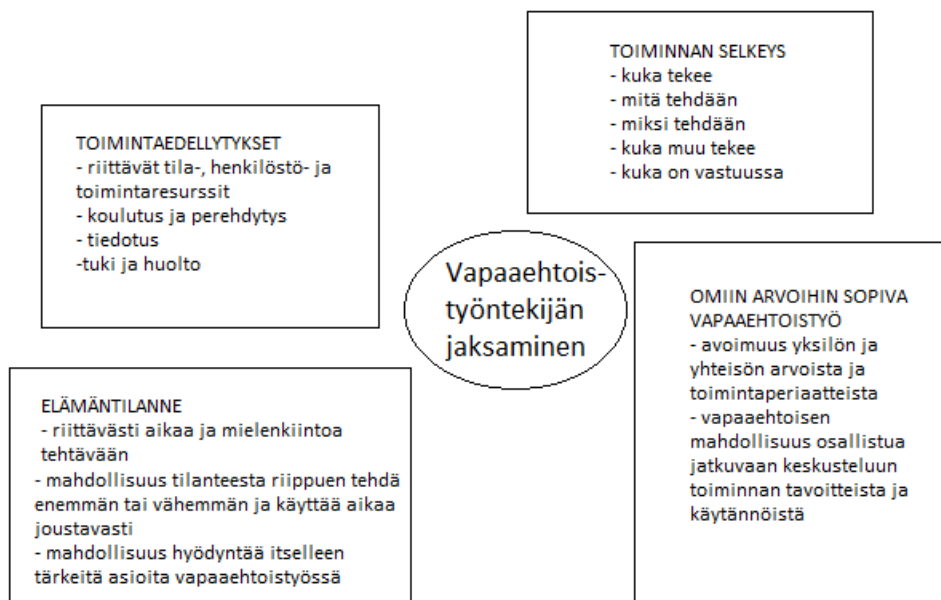 TOIMINNAN SELKEYS
- kuka tekee
- mitä tehdään
- miksi tehdään
- kuka muu tekee
- kuka on vastuussa
TOIMINTAEDELLYTYKSET
- riittävät tila-, henkilöstö- ja
toimintaresurssit
- koulutus ja perehdytys
- tiedotus
-tuki ja huolto
Vapaaehtois-
työntekijän
jaksaminen
OMIIN ARVOIHIN SOPIVA
VAPAAEHTOISTYÖ
- avoimuus yksilön ja
yhteisön arvoista ja
toimintaperiaatteista
- vapaaehtoisen
mahdollisuus osallistua
jatkuvaan keskusteluun
toiminnan tavoitteista ja
käytännöistä
ELÄMÄNTILANNE
- riittävästi aikaa ja mielenkiintoa
tehtävään
- mahdollisuus tilanteesta riippuen tehdä
enemmän tai vähemmän ja käyttää aikaa
joustavasti
- mahdollisuus hyödyntää itselleen
tärkeitä asioita vapaaehtoistyössä